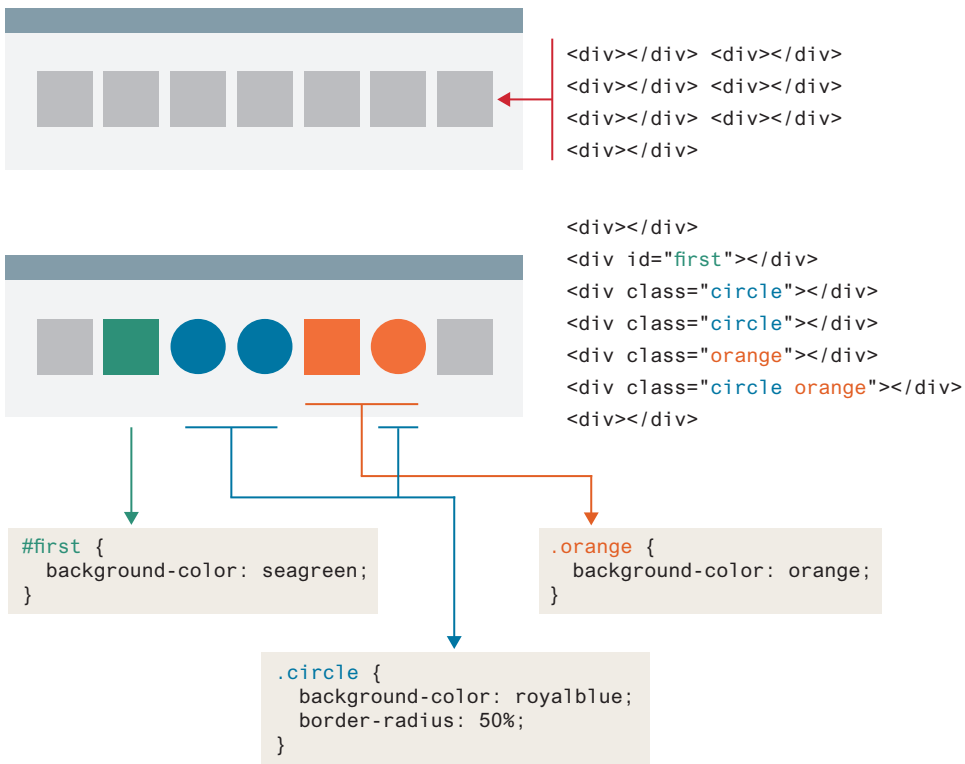 <div></div> <div></div>
<div></div> <div></div>
<div></div> <div></div>
<div></div>
<div></div>
<div id="first"></div>
<div class="circle"></div>
<div class="circle"></div>
<div class="orange"></div>
<div class="circle orange"></div>
<div></div>
#first {
  background-color: seagreen;
}
.orange {
  background-color: orange;
}
.circle {
  background-color: royalblue;
  border-radius: 50%;
}